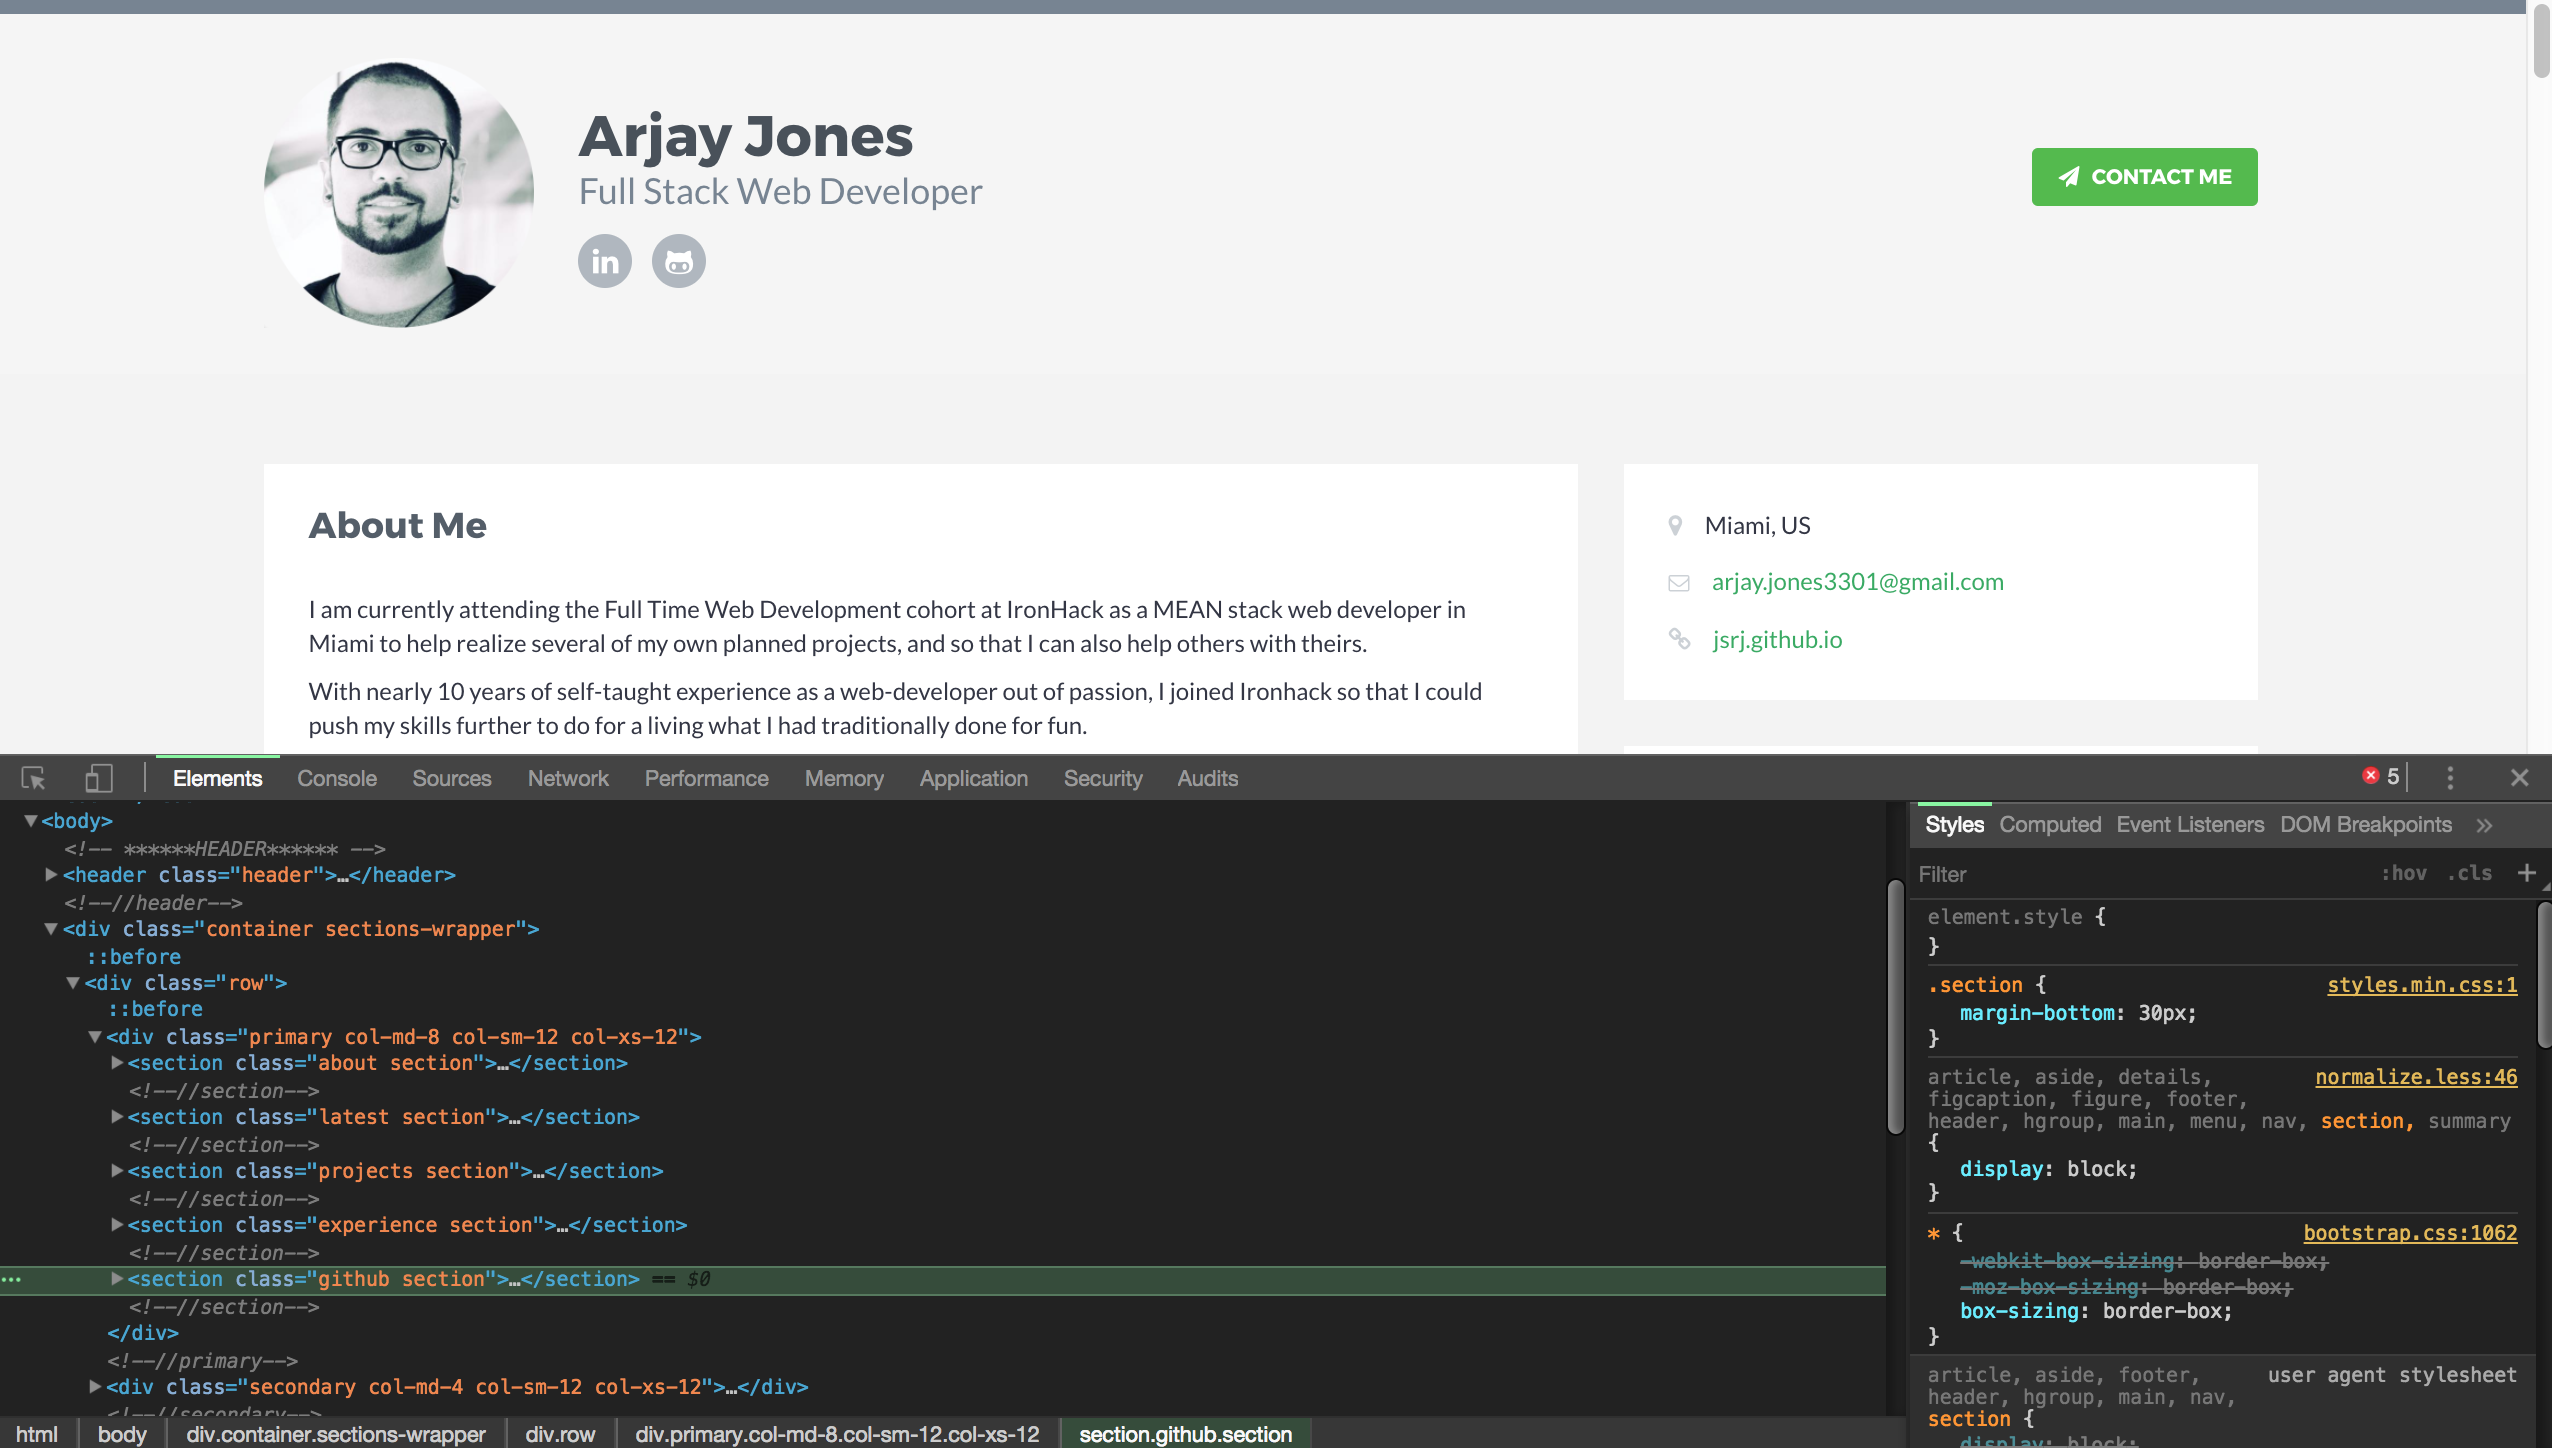 Arjay Jones
Full Stack Web Developer
in
CONTACT ME
About Me
I am currently attending the Full Time Web Development cohort at IronHack as a MEAN stack web developer in
Miami to help realize several of my own planned projects, and so that I can also help others with theirs.
With nearly 10 years of self-taught experience as a web-developer out of passion, I joined Ironhack so that I could
push my skills further to do for a living what I had traditionally done for fun.
Miami, US
arjay.jones3301@gmail.com
jsrj.github.io
Elements Console Sources Network Performance Memory Application Security Audits 5
<body>
<!-- ******HEADER****** -->
<header class="header">…</header>
<!--//header-->
<div class="container sections-wrapper">
::before
<div class="row">
::before
<div class="primary col-md-8 col-sm-12 col-xs-12">
<section class="about section">…</section>
<!--//section-->
<section class="latest section">…</section>
<!--//section-->
<section class="projects section">…</section>
<!--//section-->
<section class="experience section">…</section>
<!--//section-->
<section class="github section">…</section> == $0
<!--//section-->
</div>
<!--//primary-->
<div class="secondary col-md-4 col-sm-12 col-xs-12">…</div>
<!--//secondary-->
html body div.container.sections-wrapper div.row div.primary.col-md-8.col-sm-12.col-xs-12 section.github.section
Styles Computed Event Listeners DOM Breakpoints »
Filter :hov .cls +
element.style {
}
.section { styles.min.css:1
margin-bottom: 30px;
}
article, aside, details, normalize.less:46
figcaption, figure, footer,
header, hgroup, main, menu, nav, section, summary
{
display: block;
}
* { bootstrap.css:1062
-webkit-box-sizing: border-box;
-moz-box-sizing: border-box;
box-sizing: border-box;
}
article, aside, footer, user agent stylesheet
header, hgroup, main, nav,
section {
display: block;